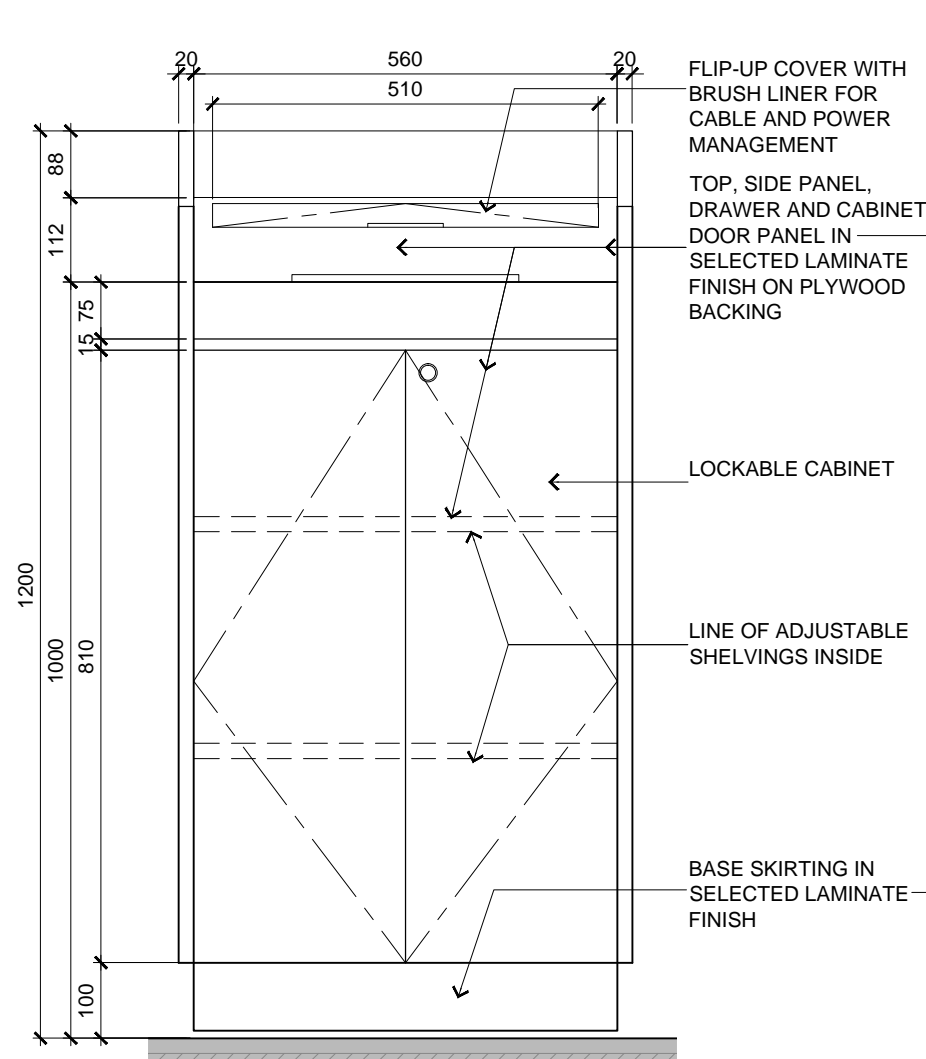 20
560
20
510
FLIP-UP COVER WITH
BRUSH LINER FOR
CABLE AND POWER
MANAGEMENT
TOP, SIDE PANEL,
DRAWER AND CABINET
DOOR PANEL IN
SELECTED LAMINATE
FINISH ON PLYWOOD
BACKING
88
112
75
15
LOCKABLE CABINET
1200
1000
810
LINE OF ADJUSTABLE
SHELVINGS INSIDE
BASE SKIRTING IN
SELECTED LAMINATE
FINISH
100